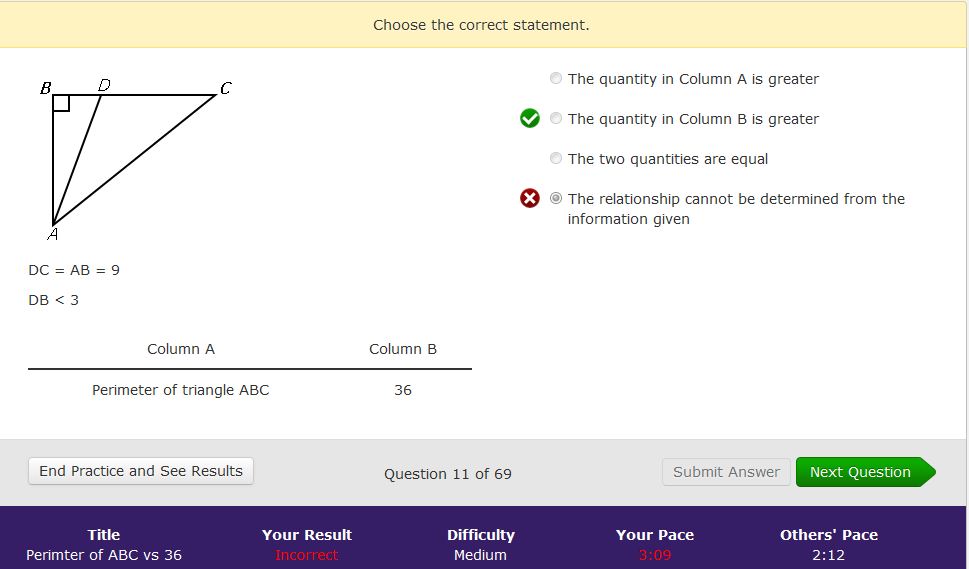 Choose the correct statement.
B
D
C
A
The quantity in Column A is greater
The quantity in Column B is greater
The two quantities are equal
The relationship cannot be determined from the
information given
DC = AB = 9
DB < 3
Column A Column B
Perimeter of triangle ABC 36
End Practice and See Results Question 11 of 69 Submit Answer Next Question
Title Your Result Difficulty Your Pace Others' Pace
Perimter of ABC vs 36 Incorrect Medium 3:09 2:12